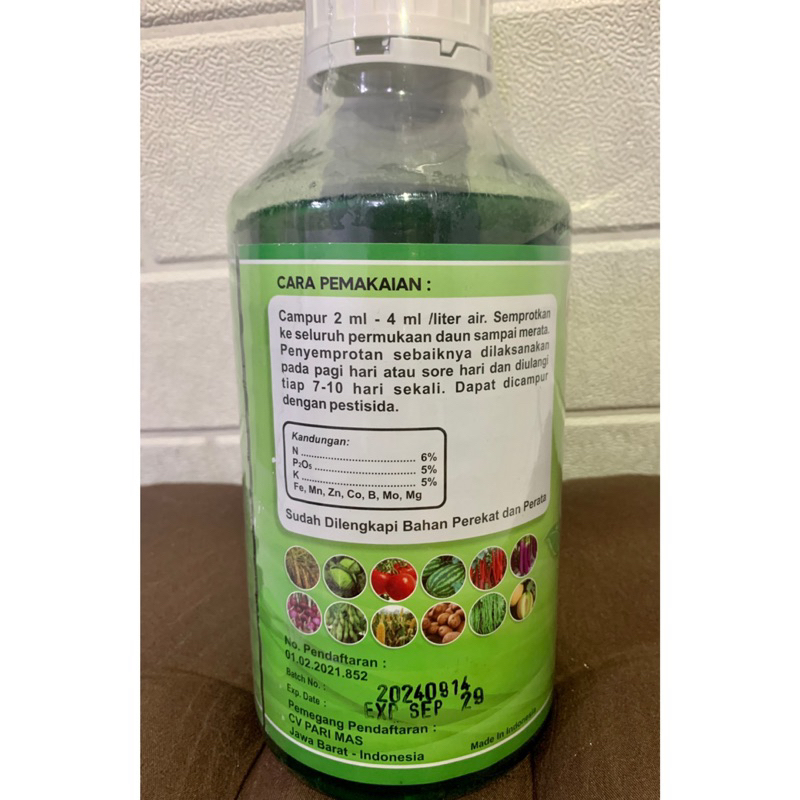 CARA PEMAKAIAN :
Campur 2 ml - 4 ml /liter air. Semprotkan
ke seluruh permukaan daun sampai merata.
Penyemprotan sebaiknya dilaksanakan
pada pagi hari atau sore hari dan diulangi
tiap 7-10 hari sekali. Dapat dicampur
dengan pestisida.
Kandungan:
N ........................................ 6%
P₂O₅ .................................... 5%
K ........................................ 5%
Fe, Mn, Zn, Co, B, Mo, Mg
Sudah Dilengkapi Bahan Perekat dan Perata
No. Pendaftaran :
01.02.2021.852
Batch No. : 20240914
Exp. Date : EXP SEP 29
Pemegang Pendaftaran :
CV PARI MAS
Jawa Barat - Indonesia
Made In Indonesia